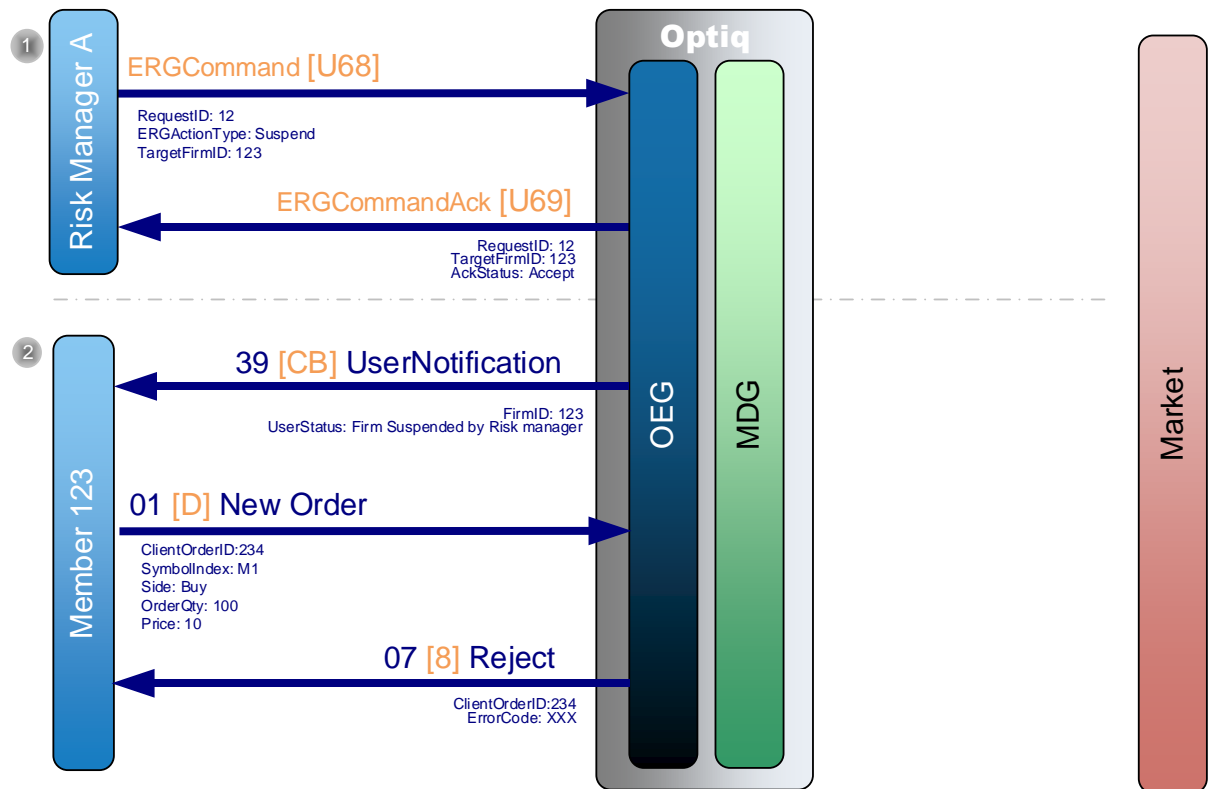 1
Risk Manager A
ERGCommand [U68]
RequestID: 12
ERGActionType: Suspend
TargetFirmID: 123
ERGCommandAck [U69]
RequestID: 12
TargetFirmID: 123
AckStatus: Accept
Optiq
OEG
MDG
Market
2
Member 123
39 [CB] UserNotification
FirmID: 123
UserStatus: Firm Suspended by Risk manager
01 [D] New Order
ClientOrderID:234
SymbolIndex: M1
Side: Buy
OrderQty: 100
Price: 10
07 [8] Reject
ClientOrderID:234
ErrorCode: XXX